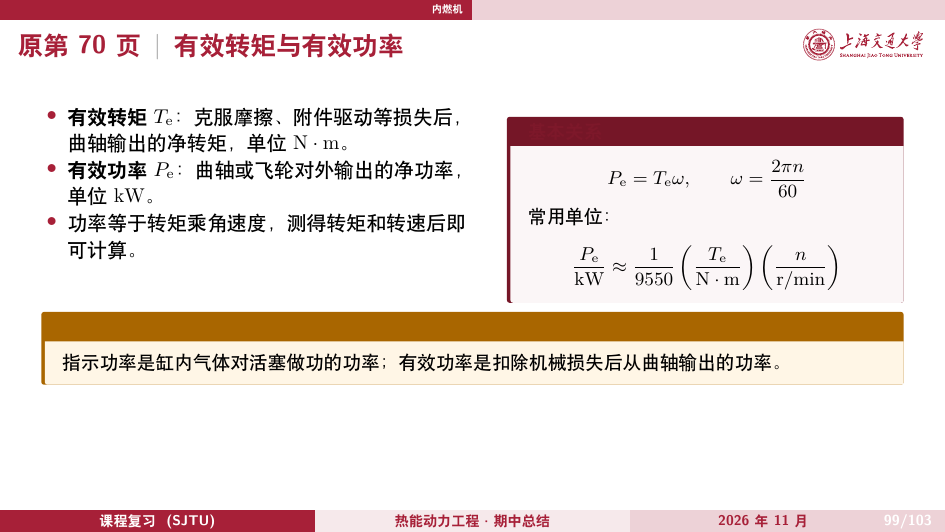 内燃机
原第 70 页 | 有效转矩与有效功率
上海交通大学
SHANGHAI JIAO TONG UNIVERSITY
• 有效转矩 Te：克服摩擦、附件驱动等损失后，
曲轴输出的净转矩，单位 N · m。
• 有效功率 Pe：曲轴或飞轮对外输出的净功率，
单位 kW。
• 功率等于转矩乘角速度，测得转矩和转速后即
可计算。
Pe = Teω, ω = 2πn/60
常用单位：
Pe/kW ≈ 1/9550 (Te/N · m) (n/r/min)
指示功率是缸内气体对活塞做功的功率；有效功率是扣除机械损失后从曲轴输出的功率。
课程复习 (SJTU) 热能动力工程 · 期中总结 2026 年 11 月 99/103